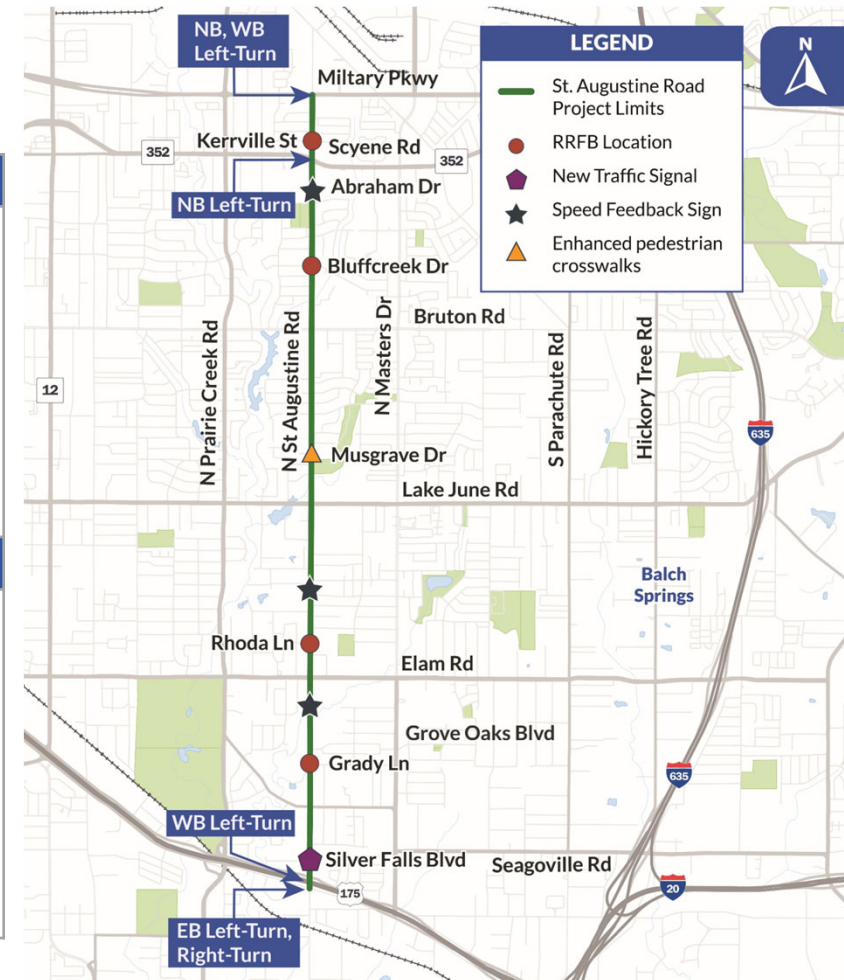 NB, WB
Left-Turn
Miltary Pkwy
LEGEND
St. Augustine Road
Project Limits
RRFB Location
New Traffic Signal
Speed Feedback Sign
Enhanced pedestrian
crosswalks
N
Kerrville St
Scyene Rd
352
352
NB Left-Turn
Abraham Dr
Bluffcreek Dr
Bruton Rd
N Prairie Creek Rd
N St Augustine Rd
N Masters Dr
S Parachute Rd
Hickory Tree Rd
12
635
Musgrave Dr
Lake June Rd
Balch
Springs
Rhoda Ln
Elam Rd
Grove Oaks Blvd
Grady Ln
635
WB Left-Turn
Silver Falls Blvd
Seagoville Rd
175
20
EB Left-Turn,
Right-Turn